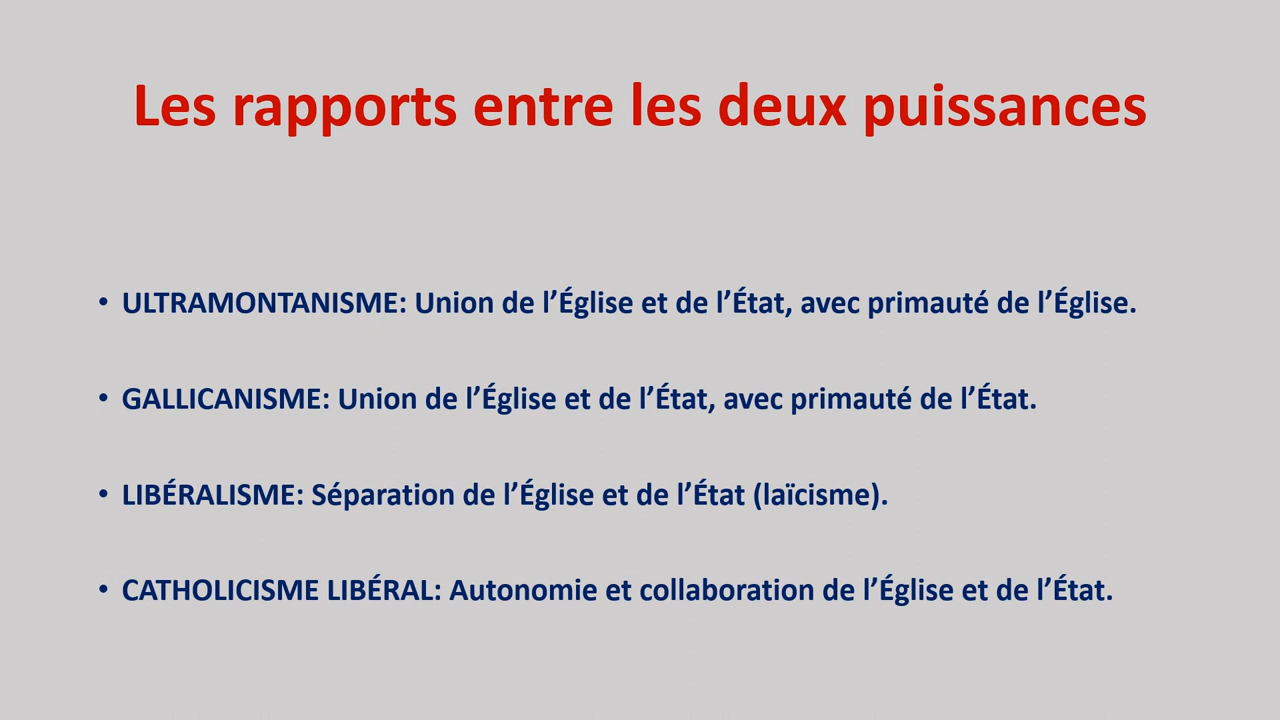 Les rapports entre les deux puissances
• ULTRAMONTANISME: Union de l’Église et de l’État, avec primauté de l’Église.
• GALLICANISME: Union de l’Église et de l’État, avec primauté de l’État.
• LIBÉRALISME: Séparation de l’Église et de l’État (laïcisme).
• CATHOLICISME LIBÉRAL: Autonomie et collaboration de l’Église et de l’État.